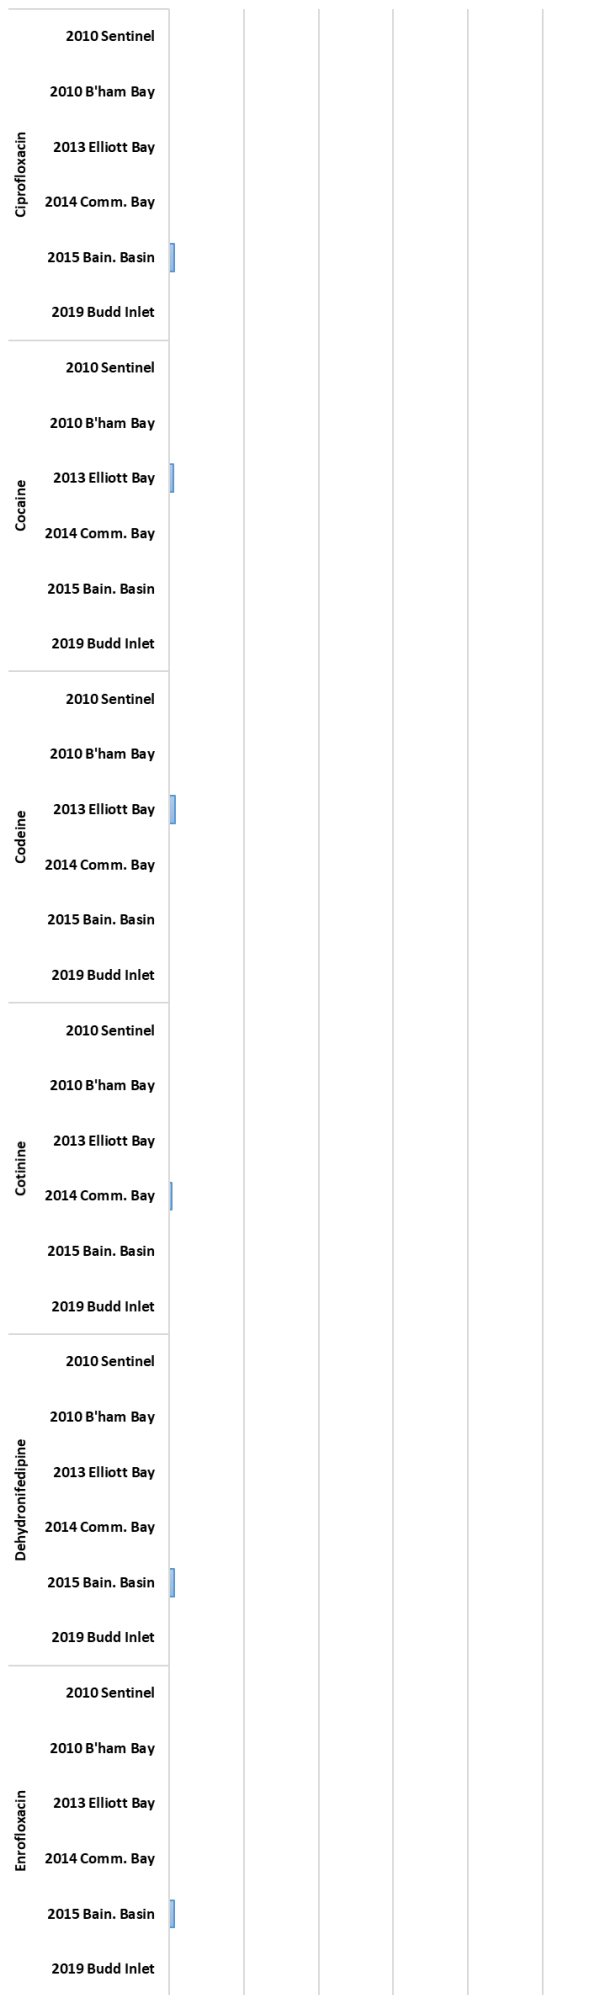 Ciprofloxacin
2010 Sentinel
2010 B'ham Bay
2013 Elliott Bay
2014 Comm. Bay
2015 Bain. Basin
2019 Budd Inlet
Cocaine
2010 Sentinel
2010 B'ham Bay
2013 Elliott Bay
2014 Comm. Bay
2015 Bain. Basin
2019 Budd Inlet
Codeine
2010 Sentinel
2010 B'ham Bay
2013 Elliott Bay
2014 Comm. Bay
2015 Bain. Basin
2019 Budd Inlet
Cotinine
2010 Sentinel
2010 B'ham Bay
2013 Elliott Bay
2014 Comm. Bay
2015 Bain. Basin
2019 Budd Inlet
Dehydronifedipine
2010 Sentinel
2010 B'ham Bay
2013 Elliott Bay
2014 Comm. Bay
2015 Bain. Basin
2019 Budd Inlet
Enrofloxacin
2010 Sentinel
2010 B'ham Bay
2013 Elliott Bay
2014 Comm. Bay
2015 Bain. Basin
2019 Budd Inlet